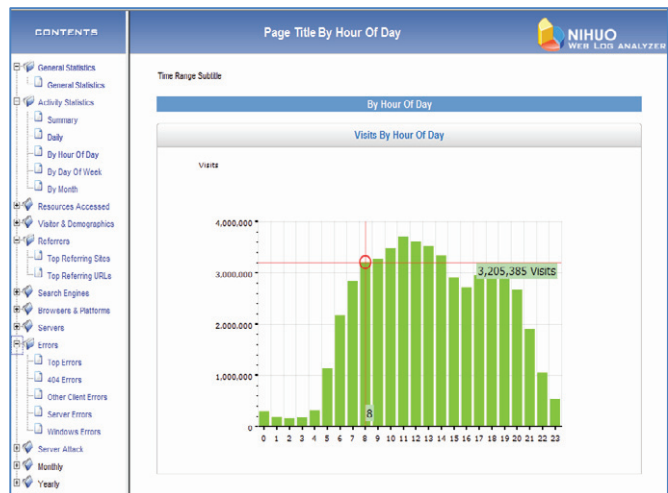 CONTENTS
General Statistics
General Statistics
Activity Statistics
Summary
Daily
By Hour Of Day
By Day Of Week
By Month
Resources Accessed
Visitor & Demographics
Referrers
Top Referring Sites
Top Referring URLs
Search Engines
Browsers & Platforms
Servers
Errors
Top Errors
404 Errors
Other Client Errors
Server Errors
Windows Errors
Server Attack
Monthly
Yearly
Page Title By Hour Of Day
NIHUO
WEB LOG ANALYZER
Time Range Subtitle
By Hour Of Day
Visits By Hour Of Day
Visits
4,000,000
3,000,000
3,205,385 Visits
2,000,000
1,000,000
8
0
0 1 2 3 4 5 6 7 8 9 10 11 12 13 14 15 16 17 18 19 20 21 22 23